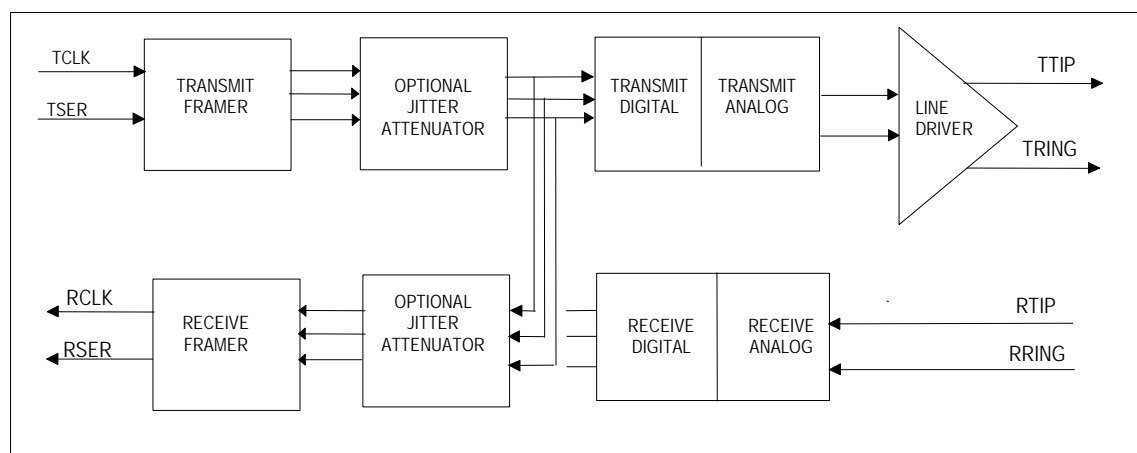 TCLK
TSER
TRANSMIT
FRAMER
OPTIONAL
JITTER
ATTENUATOR
TRANSMIT
DIGITAL
TRANSMIT
ANALOG
LINE
DRIVER
TTIP
TRING
RCLK
RSER
RECEIVE
FRAMER
OPTIONAL
JITTER
ATTENUATOR
RECEIVE
DIGITAL
RECEIVE
ANALOG
RTIP
RRING